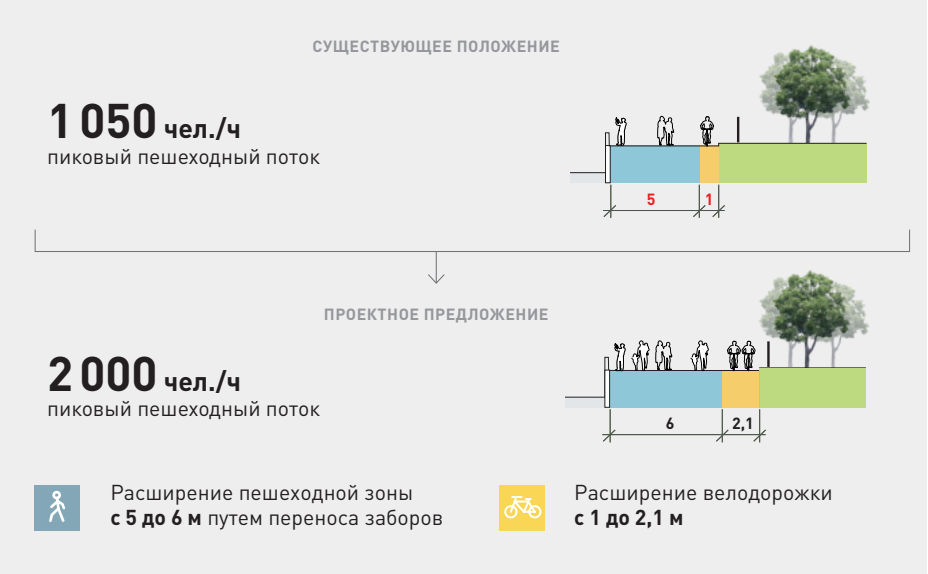 СУЩЕСТВУЮЩЕЕ ПОЛОЖЕНИЕ
1 050 чел./ч
пиковый пешеходный поток
5 1
ПРОЕКТНОЕ ПРЕДЛОЖЕНИЕ
2 000 чел./ч
пиковый пешеходный поток
6 2,1
Расширение пешеходной зоны
с 5 до 6 м путем переноса заборов
Расширение велодорожки
с 1 до 2,1 м